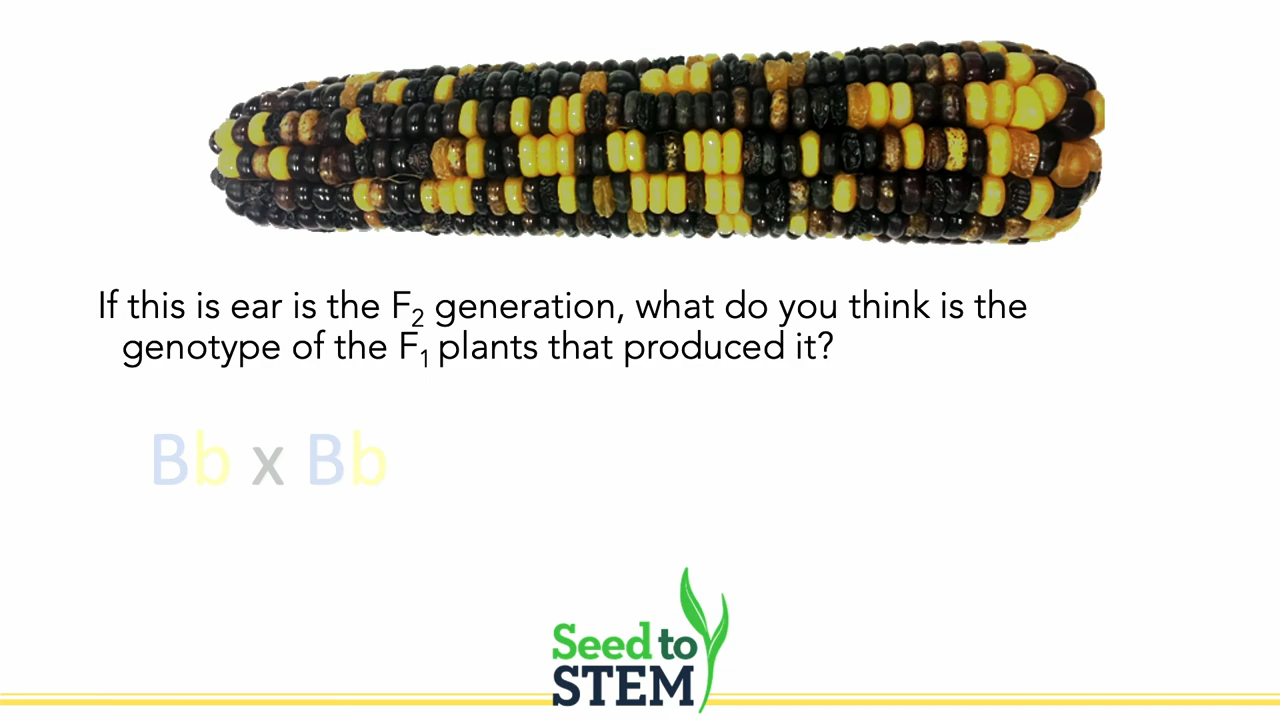 If this is ear is the F₂ generation, what do you think is the
genotype of the F₁ plants that produced it?
Bb x Bb
Seed to
STEM